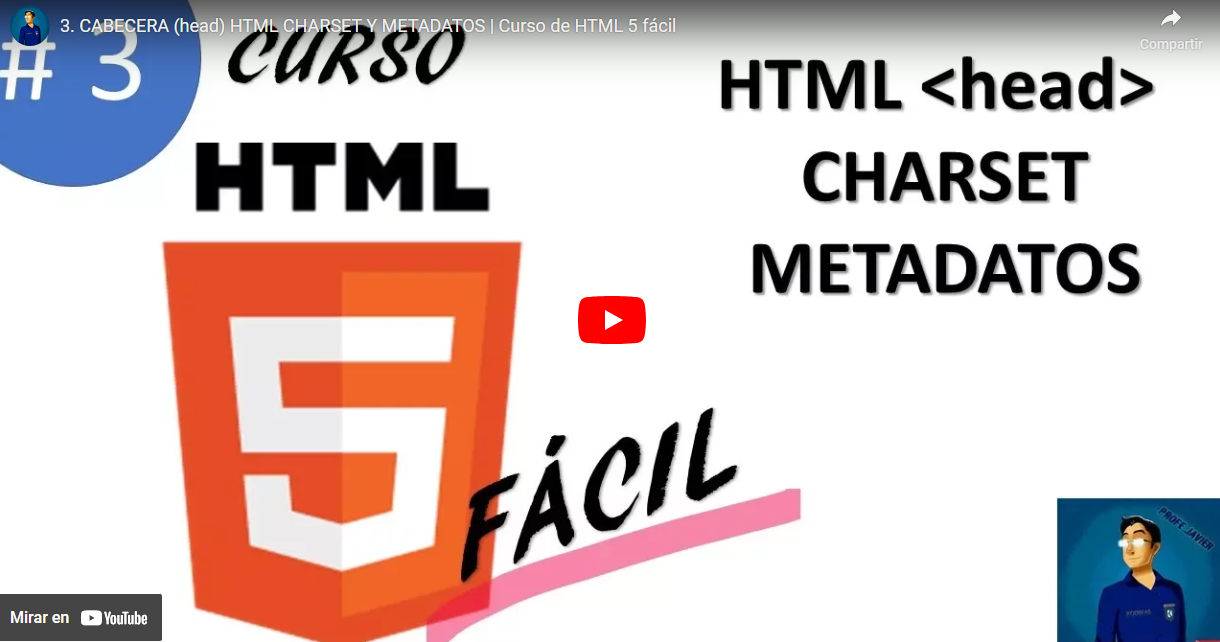 3. CABECERA (head) HTML CHARSET Y METADATOS | Curso de HTML 5 fácil
Compartir
# 3
CURSO
HTML
5
FÁCIL
HTML <head>
CHARSET
METADATOS
PROFE JAVIER
Mirar en YouTube